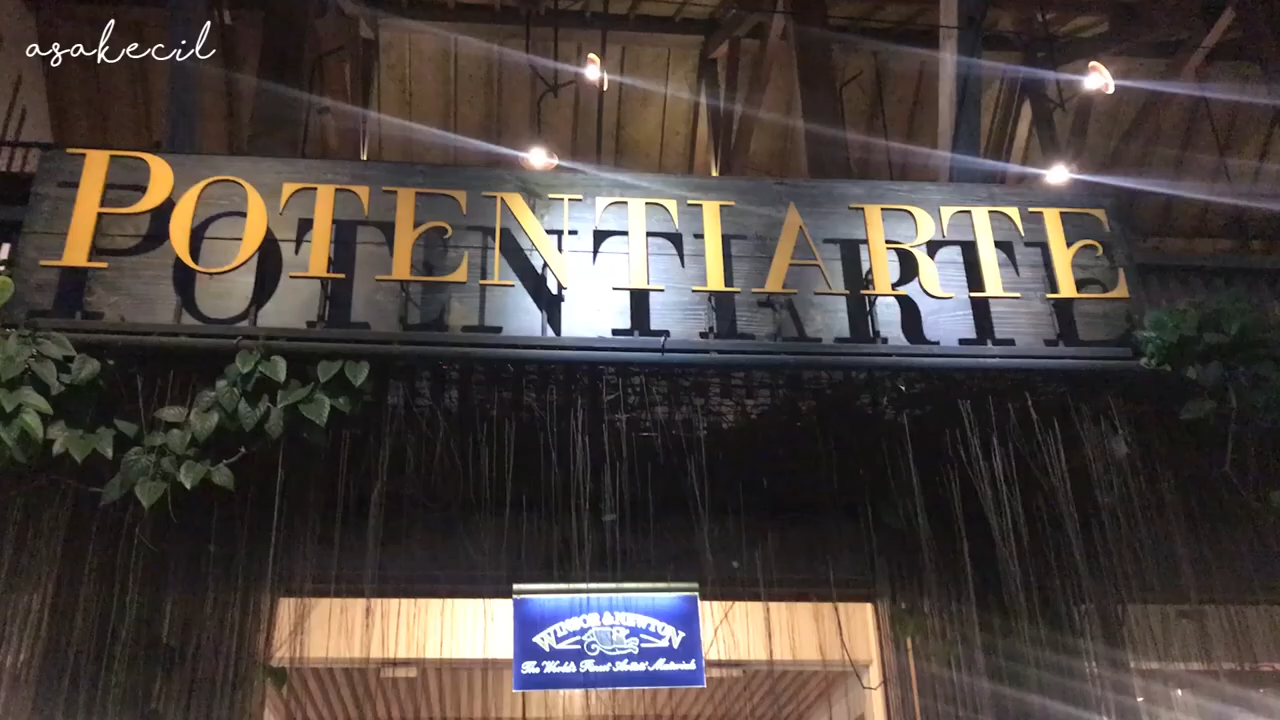 asakecil
POTENTIARTE
WINSOR & NEWTON
The World's Finest Artists' Materials